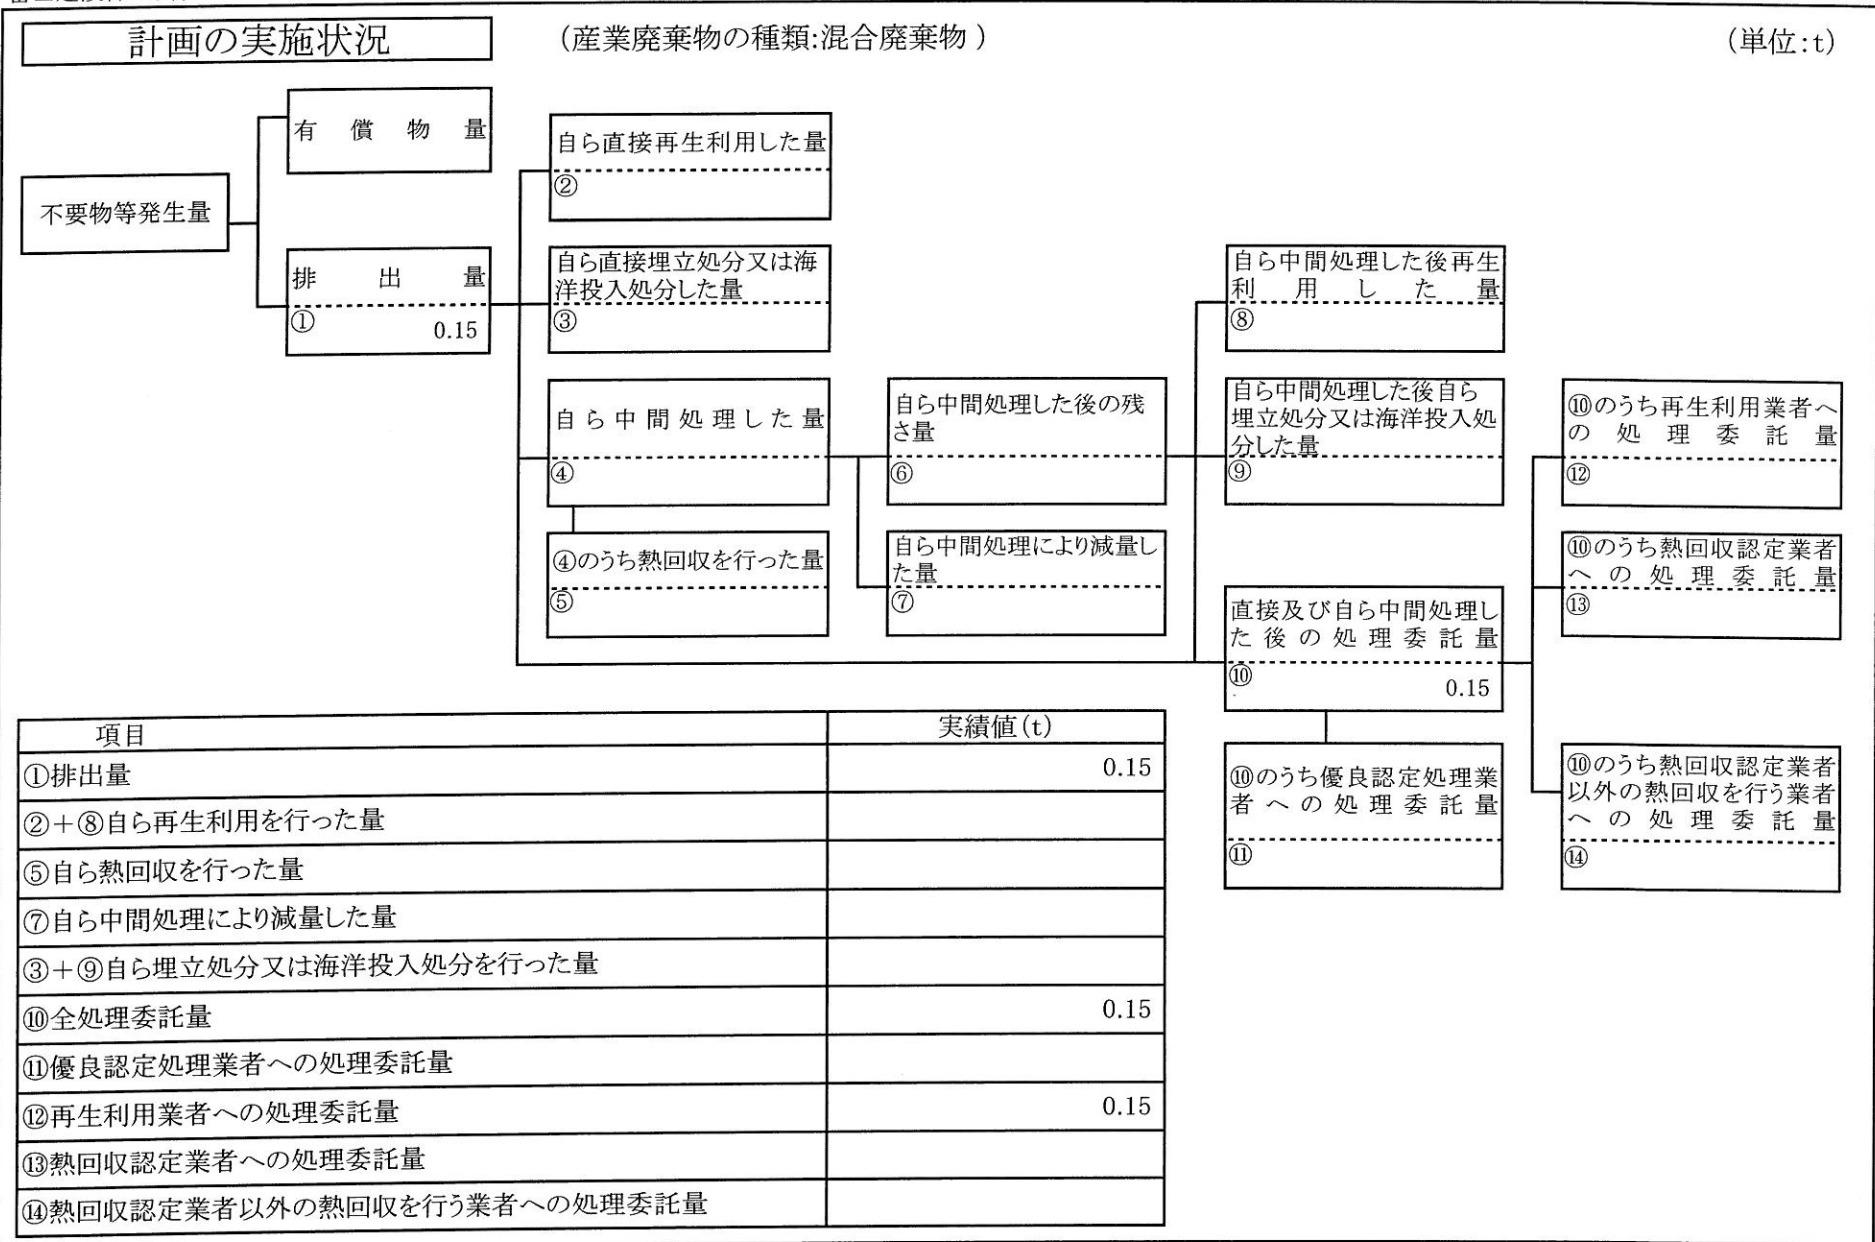 計画の実施状況
（産業廃棄物の種類:混合廃棄物 ）
（単位:t）
不要物等発生量
有償物量
排出量
①
0.15
自ら直接再生利用した量
②
自ら直接埋立処分又は海
洋投入処分した量
③
自ら中間処理した量
④
④のうち熱回収を行った量
⑤
自ら中間処理した後の残
さ量
⑥
自ら中間処理により減量し
た量
⑦
自ら中間処理した後再生
利用した量
⑧
自ら中間処理した後自ら
埋立処分又は海洋投入処
分した量
⑨
直接及び自ら中間処理し
た後の処理委託量
⑩
0.15
⑩のうち優良認定処理業
者への処理委託量
⑪
⑩のうち再生利用業者へ
の処理委託量
⑫
⑩のうち熱回収認定業者
への処理委託量
⑬
⑩のうち熱回収認定業者
以外の熱回収を行う業者
への処理委託量
⑭
項目 実績値（t）
①排出量 0.15
②＋⑧自ら再生利用を行った量
⑤自ら熱回収を行った量
⑦自ら中間処理により減量した量
③＋⑨自ら埋立処分又は海洋投入処分を行った量
⑩全処理委託量 0.15
⑪優良認定処理業者への処理委託量
⑫再生利用業者への処理委託量 0.15
⑬熱回収認定業者への処理委託量
⑭熱回収認定業者以外の熱回収を行う業者への処理委託量